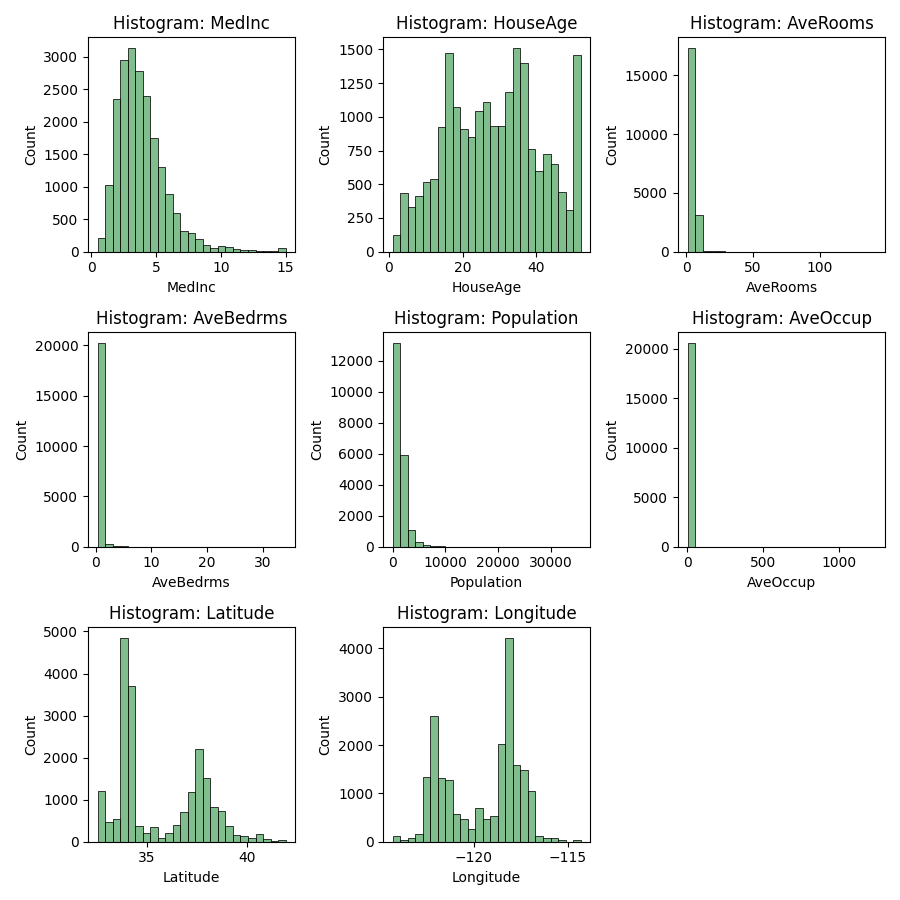 Histogram: MedInc
3000
2500
2000
1500
1000
500
0
Count
0 5 10 15
MedInc
Histogram: HouseAge
1500
1250
1000
750
500
250
0
Count
0 20 40
HouseAge
Histogram: AveRooms
15000
10000
5000
0
Count
0 50 100
AveRooms
Histogram: AveBedrms
20000
15000
10000
5000
0
Count
0 10 20 30
AveBedrms
Histogram: Population
12000
10000
8000
6000
4000
2000
0
Count
0 10000 20000 30000
Population
Histogram: AveOccup
20000
15000
10000
5000
0
Count
0 500 1000
AveOccup
Histogram: Latitude
5000
4000
3000
2000
1000
0
Count
35 40
Latitude
Histogram: Longitude
4000
3000
2000
1000
0
Count
−120 −115
Longitude